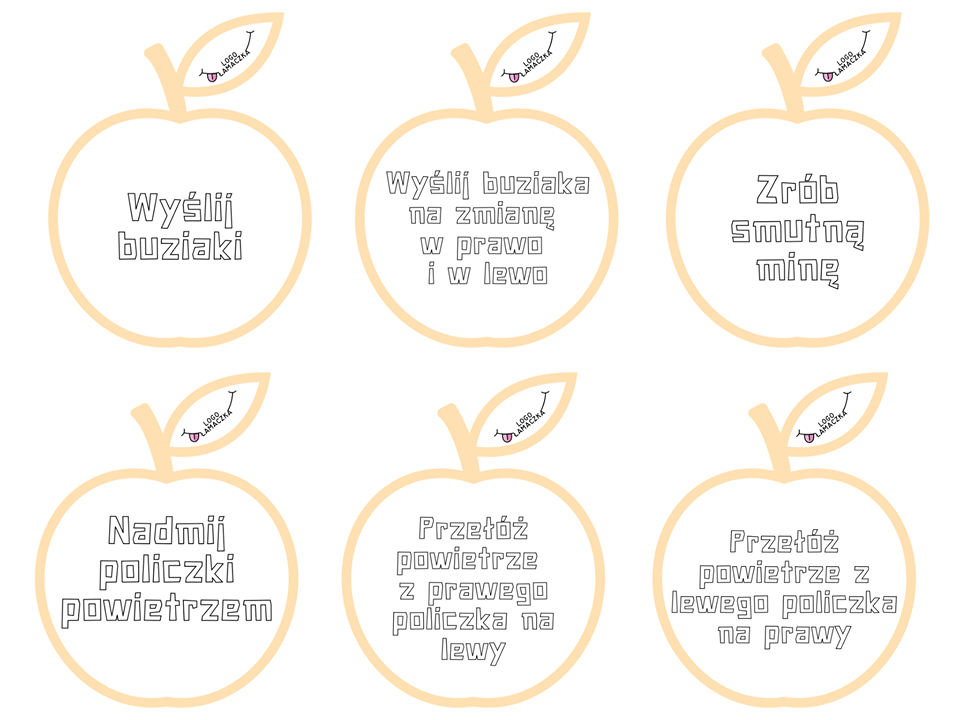 LOGO
ŁAMACZKA
Wyślij
buziaki
LOGO
ŁAMACZKA
Wyślij buziaka
na zmianę
w prawo
i w lewo
LOGO
ŁAMACZKA
Zrób
smutną
minę
LOGO
ŁAMACZKA
Nadmij
policzki
powietrzem
LOGO
ŁAMACZKA
Przełóż
powietrze
z prawego
policzka na
lewy
LOGO
ŁAMACZKA
Przełóż
powietrze z
lewego policzka
na prawy